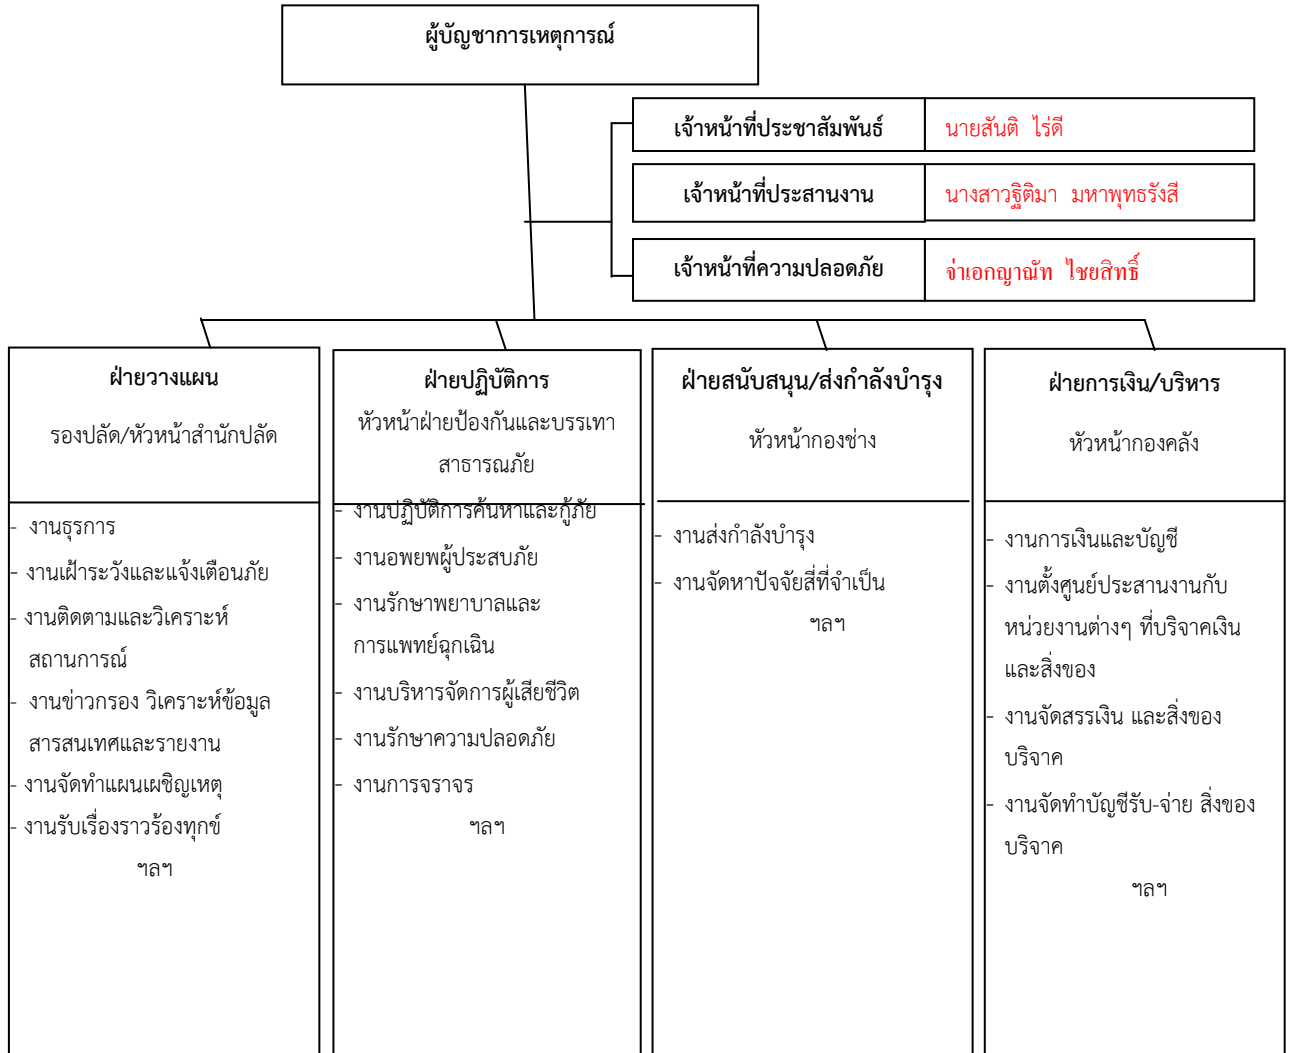 ผู้บัญชาการเหตุการณ์
เจ้าหน้าที่ประชาสัมพันธ์ นายสันติ ไร่ดี
เจ้าหน้าที่ประสานงาน นางสาวฐิติมา มหาพุทธรังสี
เจ้าหน้าที่ความปลอดภัย จ่าเอกญาณัท ไชยสิทธิ์
ฝ่ายวางแผน
รองปลัด/หัวหน้าสำนักปลัด
- งานธุรการ
- งานเฝ้าระวังและแจ้งเตือนภัย
- งานติดตามและวิเคราะห์
สถานการณ์
- งานข่าวกรอง วิเคราะห์ข้อมูล
สารสนเทศและรายงาน
- งานจัดทำแผนเผชิญเหตุ
- งานรับเรื่องราวร้องทุกข์
ฯลฯ
ฝ่ายปฏิบัติการ
หัวหน้าฝ่ายป้องกันและบรรเทา
สาธารณภัย
- งานปฏิบัติการค้นหาและกู้ภัย
- งานอพยพผู้ประสบภัย
- งานรักษาพยาบาลและ
การแพทย์ฉุกเฉิน
- งานบริหารจัดการผู้เสียชีวิต
- งานรักษาความปลอดภัย
- งานการจราจร
ฯลฯ
ฝ่ายสนับสนุน/ส่งกำลังบำรุง
หัวหน้ากองช่าง
- งานส่งกำลังบำรุง
- งานจัดหาปัจจัยสี่ที่จำเป็น
ฯลฯ
ฝ่ายการเงิน/บริหาร
หัวหน้ากองคลัง
- งานการเงินและบัญชี
- งานตั้งศูนย์ประสานงานกับ
หน่วยงานต่างๆ ที่บริจาคเงิน
และสิ่งของ
- งานจัดสรรเงิน และสิ่งของ
บริจาค
- งานจัดทำบัญชีรับ-จ่าย สิ่งของ
บริจาค
ฯลฯ